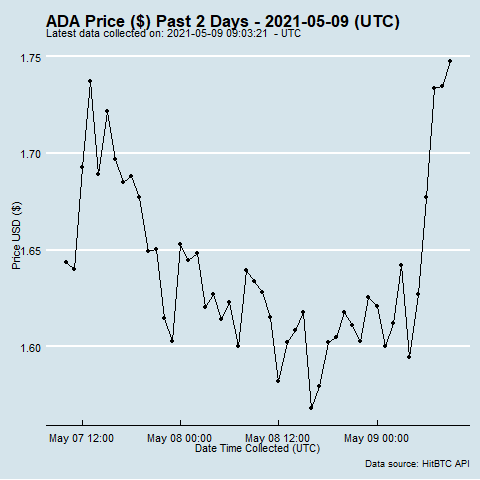 ADA Price ($) Past 2 Days - 2021-05-09 (UTC)
Latest data collected on: 2021-05-09 09:03:21 - UTC
1.75
1.70
1.65
1.60
Price USD ($)
May 07 12:00
May 08 00:00
May 08 12:00
May 09 00:00
Date Time Collected (UTC)
Data source: HitBTC API